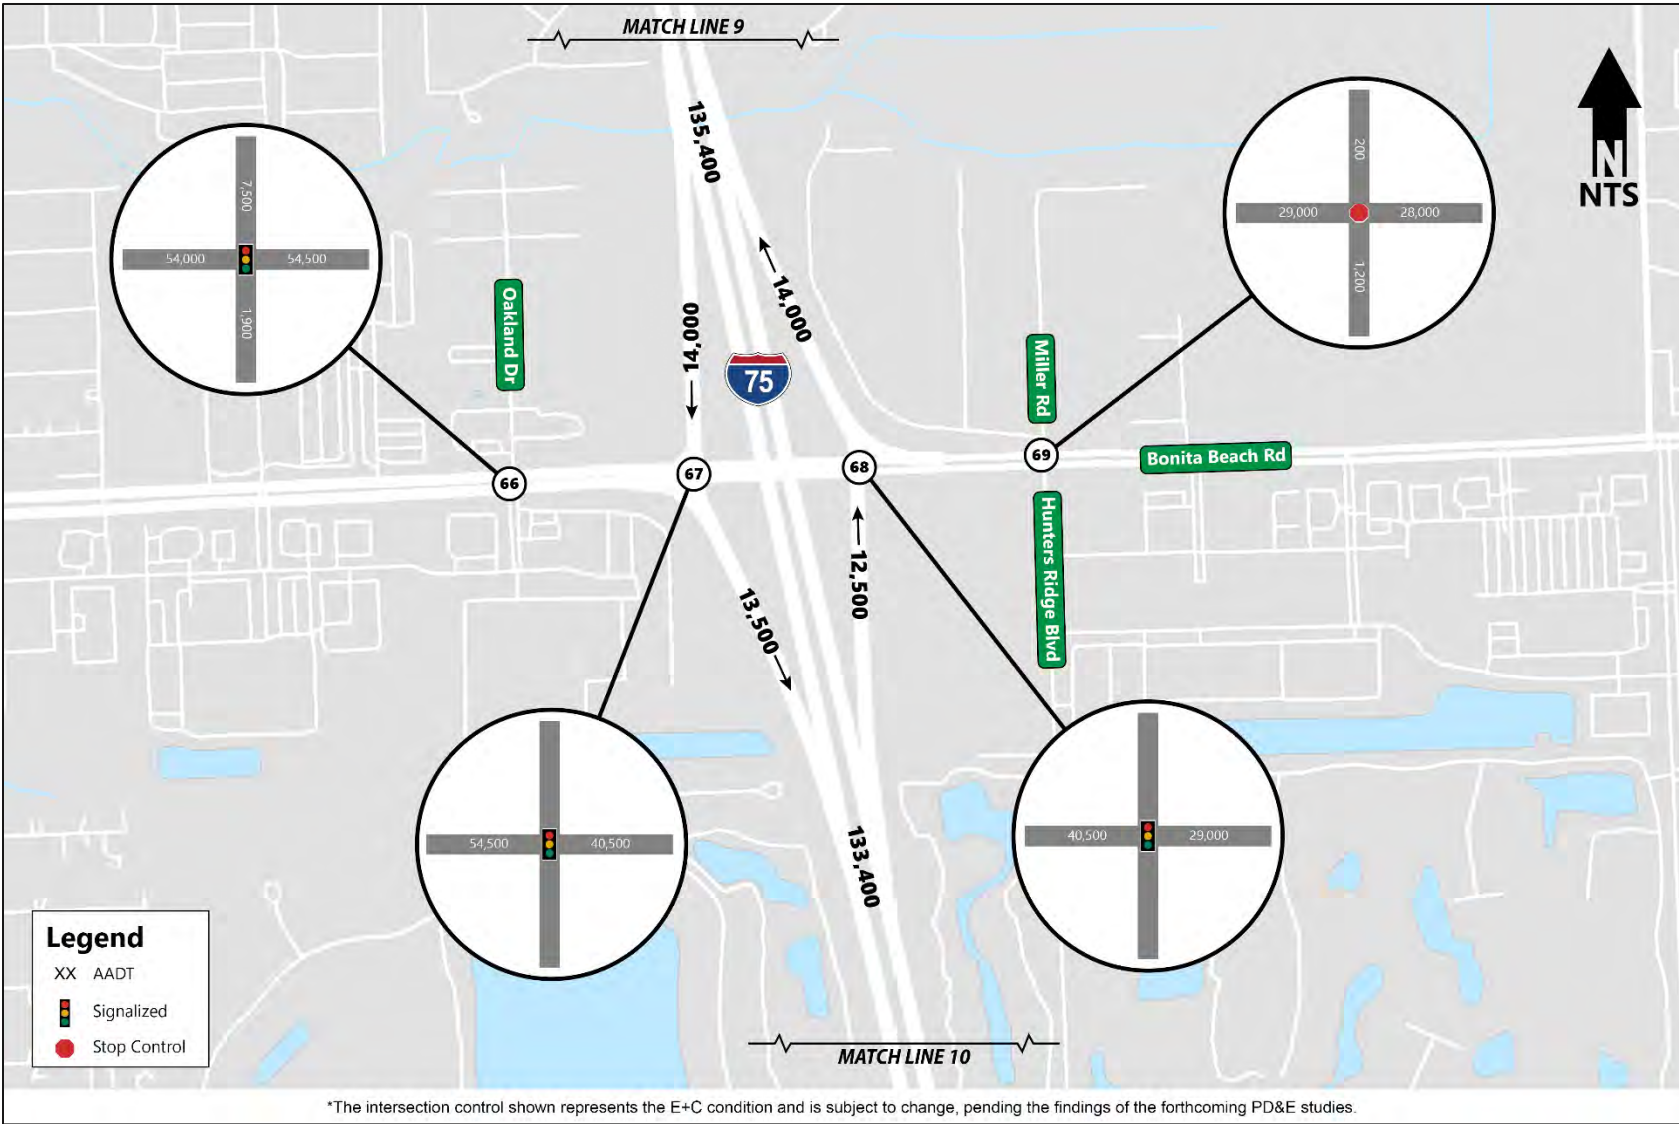 MATCH LINE 9
135,400
N
NTS
7,500
54,000
54,500
1,900
200
29,000
28,000
1,200
14,000
14,000
Oakland Dr
75
Miller Rd
66
67
68
69
Bonita Beach Rd
Hunters Ridge Blvd
12,500
13,500
54,500
40,500
40,500
29,000
133,400
Legend
XX AADT
Signalized
Stop Control
MATCH LINE 10
*The intersection control shown represents the E+C condition and is subject to change, pending the findings of the forthcoming PD&E studies.